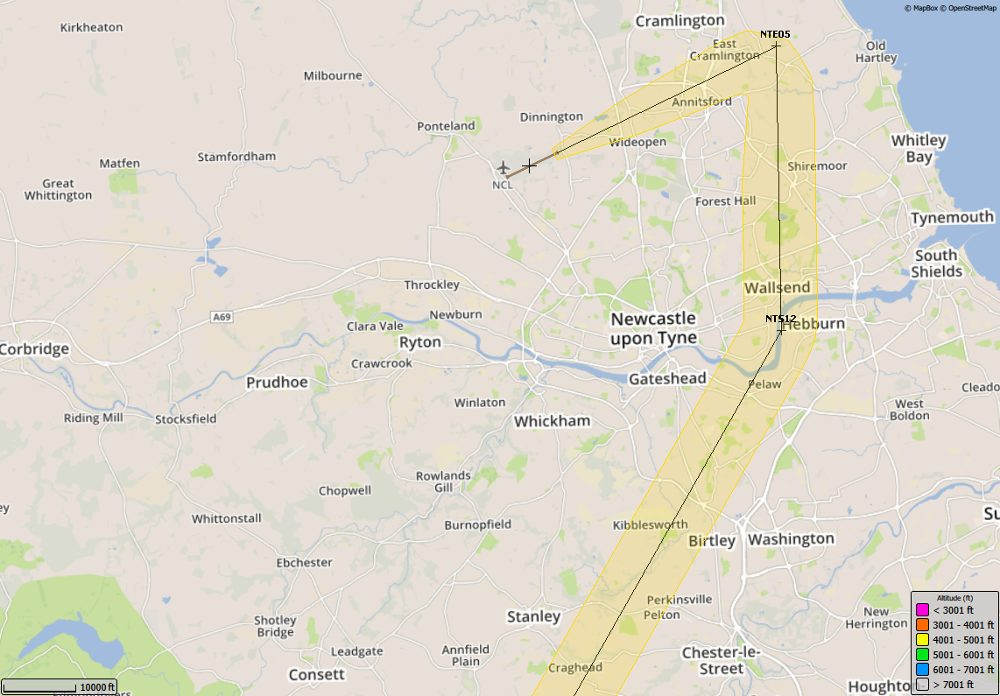 © MapBox © OpenStreetMap
Cramlington
Kirkheaton
NTE05
East
Cramlington
Old
Hartley
Milbourne
Annitsford
Dinnington
Ponteland
Wideopen
Whitley
Bay
Stamfordham
Matfen
Shiremoor
NCL
Great
Whittington
Forest Hall
Tynemouth
South
Shields
Throckley
Wallsend
Newburn
A69
NTS12
Newcastle
upon Tyne
Hebburn
Clara Vale
Ryton
Corbridge
Crawcrook
Gateshead
Prudhoe
Pelaw
Cleado
Winlaton
West
Boldon
Riding Mill
Stocksfield
Whickham
Rowlands
Gill
Chopwell
ey
Su
Whittonstall
Burnopfield
Kibblesworth
Birtley
Washington
Ebchester
Perkinsville
Stanley
Pelton
New
Herrington
Shotley
Bridge
Leadgate
Annfield
Plain
Chester-le-
Street
Craghead
Consett
Houghton
10000 ft
Altitude (ft)
< 3001 ft
3001 - 4001 ft
4001 - 5001 ft
5001 - 6001 ft
6001 - 7001 ft
> 7001 ft